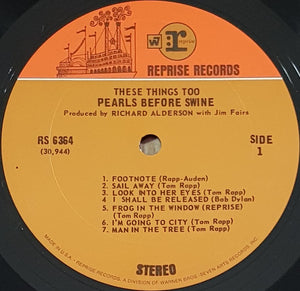 W7 r: reprise
REPRISE RECORDS
THESE THINGS TOO
PEARLS BEFORE SWINE
Produced by RICHARD ALDERSON with Jim Fairs
RS 6364
(30,944)
SIDE
1
1. FOOTNOTE (Rapp-Auden)
2. SAIL AWAY (Tom Rapp)
3. LOOK INTO HER EYES (Tom Rapp)
4 I SHALL BE RELEASED (Bob Dylan)
5. FROG IN THE WINDOW (REPRISE)
(Tom Rapp)
6. I'M GOING TO CITY (Tom Rapp)
7. MAN IN THE TREE (Tom Rapp)
STEREO
MADE IN U.S.A. REPRISE RECORDS, A DIVISION OF WARNER BROS.-SEVEN ARTS RECORDS, INC.